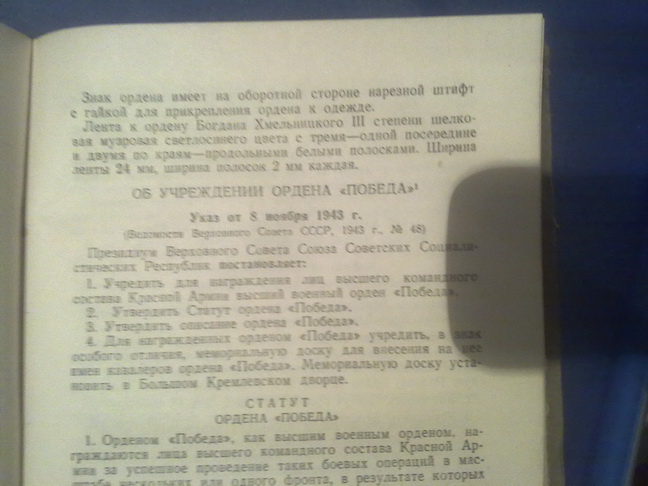 Знак ордена имеет на оборотной стороне нарезной штифт
с гайкой для прикрепления ордена к одежде.
Лента к ордену Богдана Хмельницкого III степени шелко-
вая муаровая светлосинего цвета с тремя—одной посередине
и двумя по краям—продольными белыми полосками. Ширина
ленты 24 мм, ширина полосок 2 мм каждая.
ОБ УЧРЕЖДЕНИИ ОРДЕНА «ПОБЕДА»¹
Указ от 8 ноября 1943 г.
(Ведомости Верховного Совета СССР, 1943 г., № 48)
Президиум Верховного Совета Союза Советских Социали-
стических Республик постановляет:
1. Учредить для награждения лиц высшего командного
состава Красной Армии высший военный орден «Победа».
2. Утвердить Статут ордена «Победа».
3. Утвердить описание ордена «Победа».
4. Для награжденных орденом «Победа» учредить, в знак
особого отличия, мемориальную доску для внесения на нее
имен кавалеров ордена «Победа». Мемориальную доску уста-
новить в Большом Кремлевском дворце.
СТАТУТ
ОРДЕНА «ПОБЕДА»
1. Орденом «Победа», как высшим военным орденом, на-
граждаются лица высшего командного состава Красной Ар-
мии за успешное проведение таких боевых операций в мас-
штабе нескольких или одного фронта, в результате которых